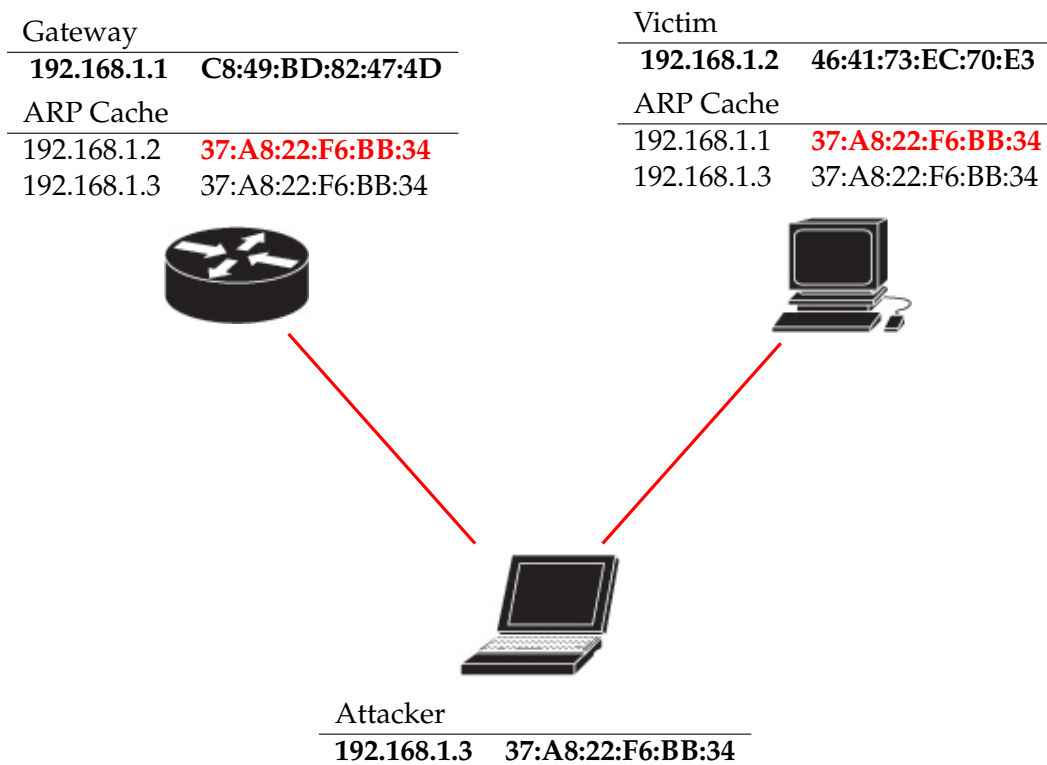 Gateway
192.168.1.1 C8:49:BD:82:47:4D
ARP Cache
192.168.1.2 37:A8:22:F6:BB:34
192.168.1.3 37:A8:22:F6:BB:34
Victim
192.168.1.2 46:41:73:EC:70:E3
ARP Cache
192.168.1.1 37:A8:22:F6:BB:34
192.168.1.3 37:A8:22:F6:BB:34
Attacker
192.168.1.3 37:A8:22:F6:BB:34